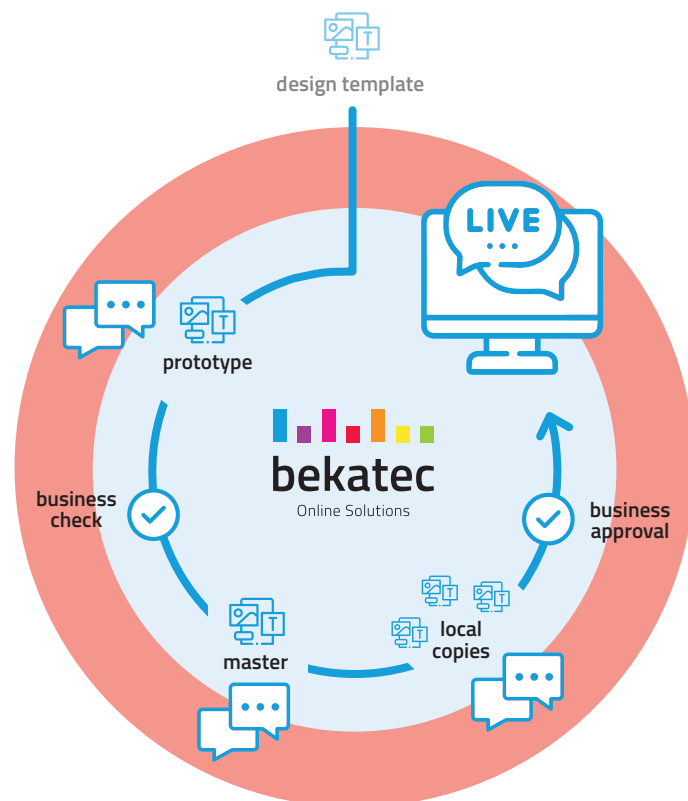 T
design template
LIVE
T
prototype
bekatec
Online Solutions
business
check
business
approval
T
T
T
local
copies
T
master